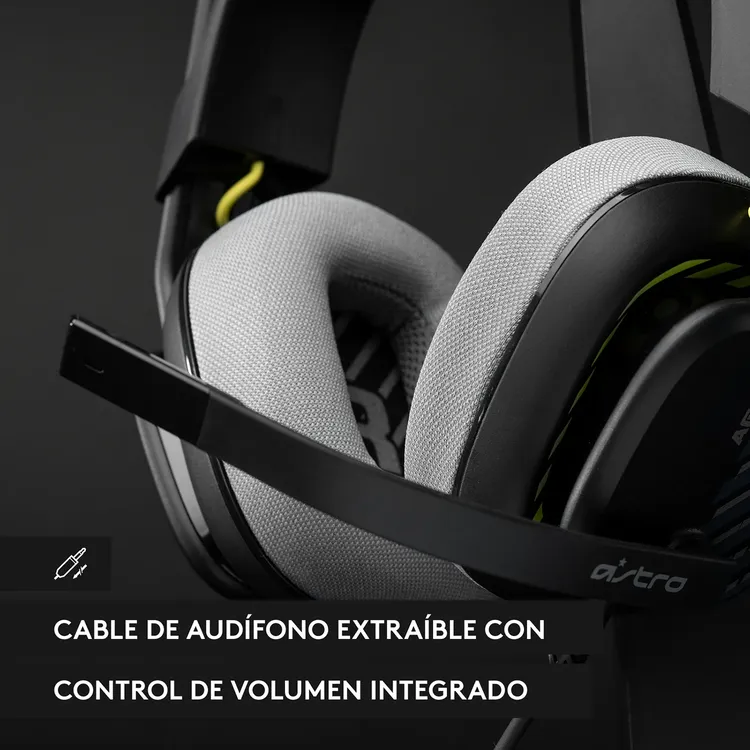 astro
CABLE DE AUDÍFONO EXTRAÍBLE CON
CONTROL DE VOLUMEN INTEGRADO